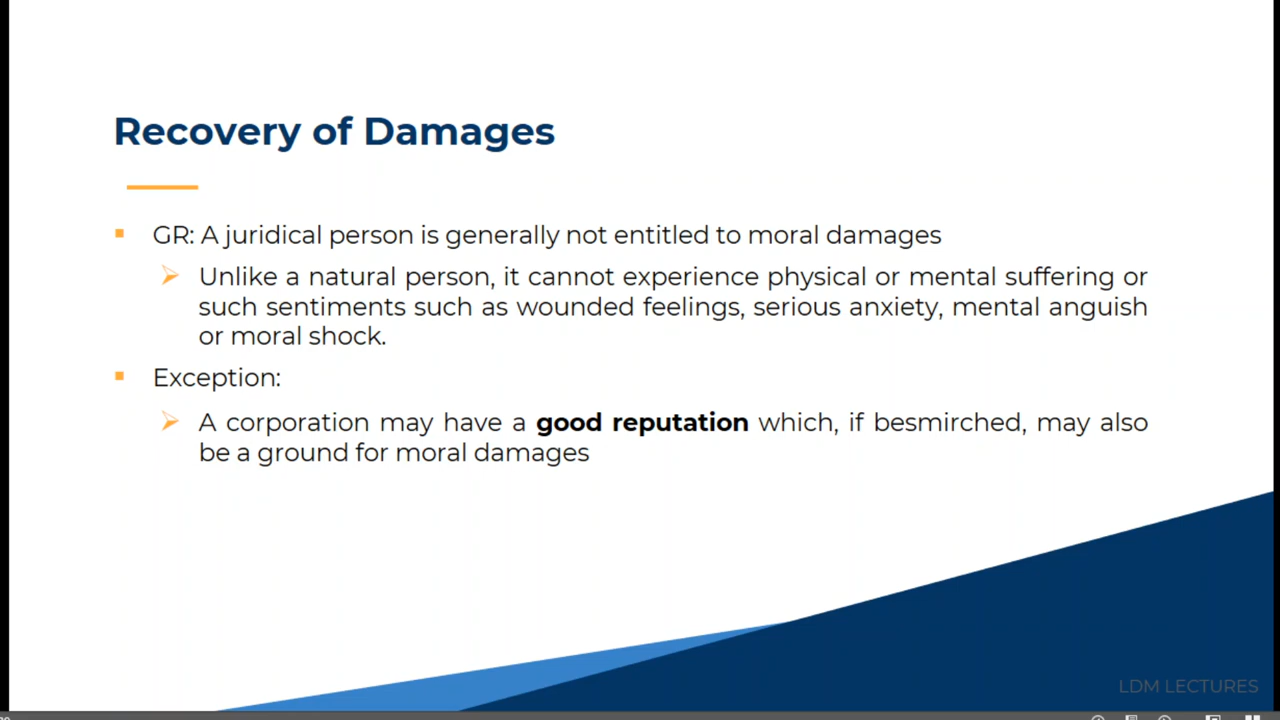 Recovery of Damages
GR: A juridical person is generally not entitled to moral damages
Unlike a natural person, it cannot experience physical or mental suffering or
such sentiments such as wounded feelings, serious anxiety, mental anguish
or moral shock.
Exception:
A corporation may have a good reputation which, if besmirched, may also
be a ground for moral damages
LDM LECTURES